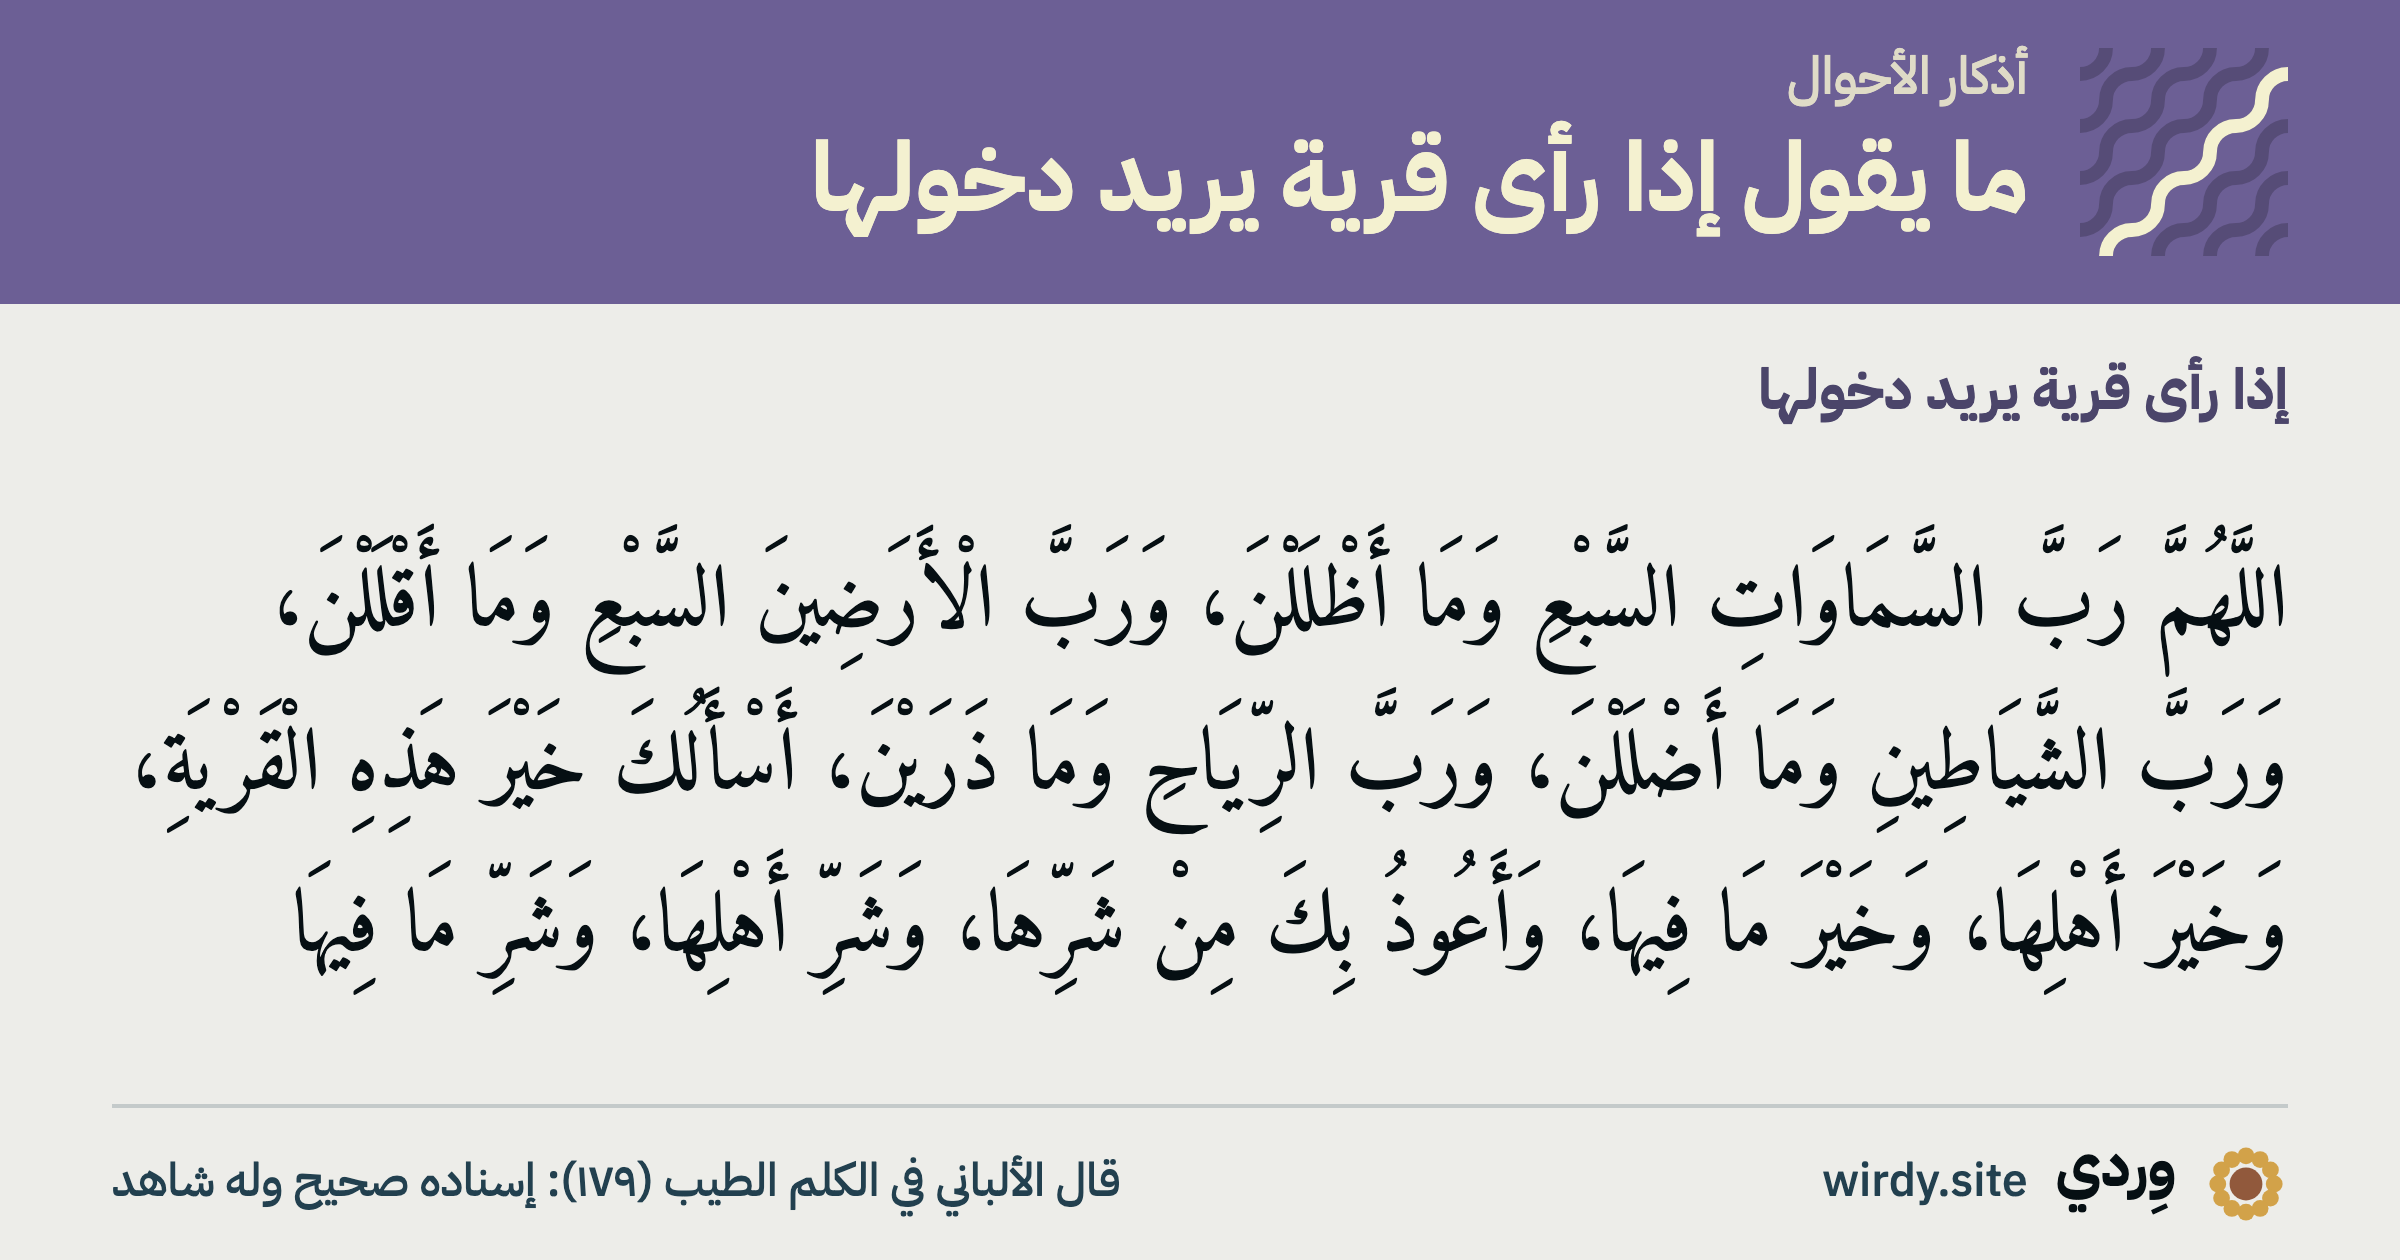 أذكار الأحوال
ما يقول إذا رأى قرية يريد دخولها
إذا رأى قرية يريد دخولها
اللَّهُمَّ رَبَّ السَّمَاوَاتِ السَّبْعِ وَمَا أَظْلَلْنَ، وَرَبَّ الْأَرَضِينَ السَّبْعِ وَمَا أَقْلَلْنَ،
وَرَبَّ الشَّيَاطِينِ وَمَا أَضْلَلْنَ، وَرَبَّ الرِّيَاحِ وَمَا ذَرَيْنَ، أَسْأَلُكَ خَيْرَ هَذِهِ الْقَرْيَةِ،
وَخَيْرَ أَهْلِهَا، وَخَيْرَ مَا فِيهَا، وَأَعُوذُ بِكَ مِنْ شَرِّهَا، وَشَرِّ أَهْلِهَا، وَشَرِّ مَا فِيهَا
وِردي wirdy.site
قال الألباني في الكلم الطيب (١٧٩): إسناده صحيح وله شاهد